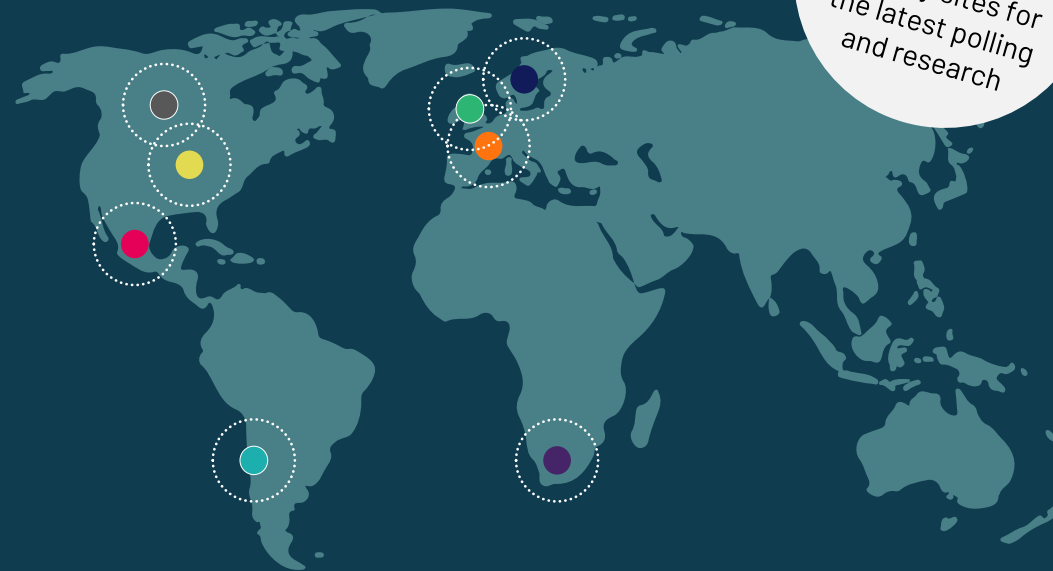 sites for
the latest polling
and research